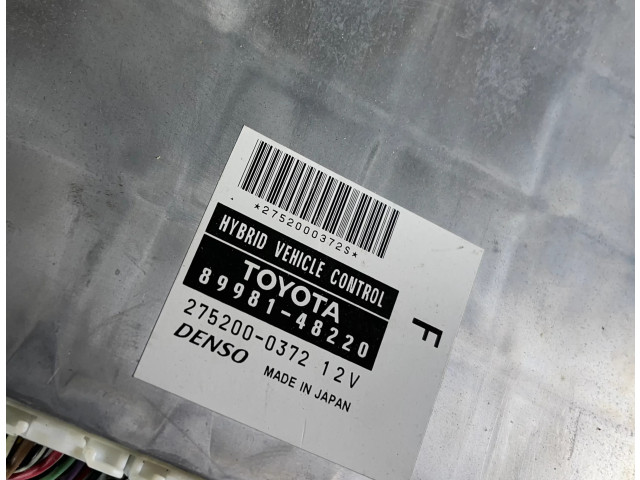 *2752000372S*
HYBRID VEHICLE CONTROL
TOYOTA
89981-48220
275200-0372 12V
DENSO MADE IN JAPAN
F